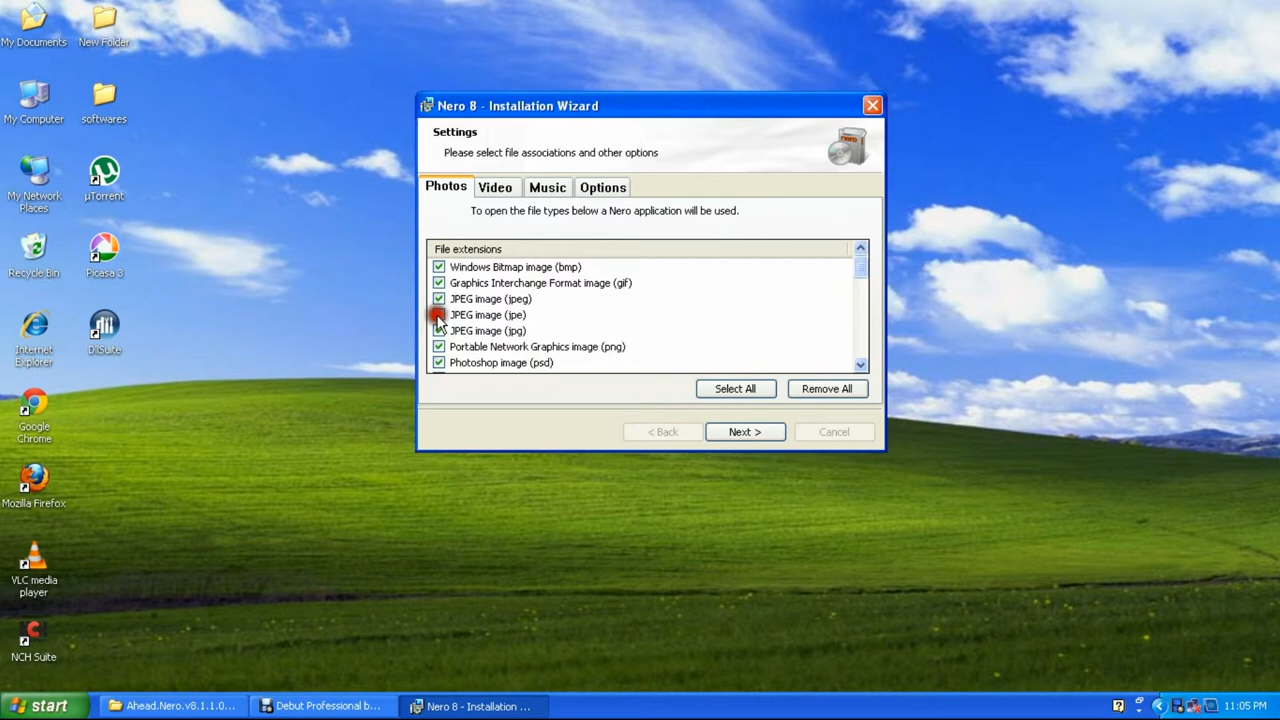 My Documents
New Folder
My Computer
softwares
My Network
Places
µTorrent
Recycle Bin
Picasa 3
Internet
Explorer
DllSuite
Google
Chrome
Mozilla Firefox
VLC media
player
NCH Suite
Nero 8 - Installation Wizard
Settings
Please select file associations and other options
nero
Photos
Video
Music
Options
To open the file types below a Nero application will be used.
File extensions
Windows Bitmap image (bmp)
Graphics Interchange Format image (gif)
JPEG image (jpeg)
JPEG image (jpe)
JPEG image (jpg)
Portable Network Graphics image (png)
Photoshop image (psd)
Select All
Remove All
< Back
Next >
Cancel
start
Ahead.Nero.v8.1.1.0...
Debut Professional b...
Nero 8 - Installation ...
11:05 PM